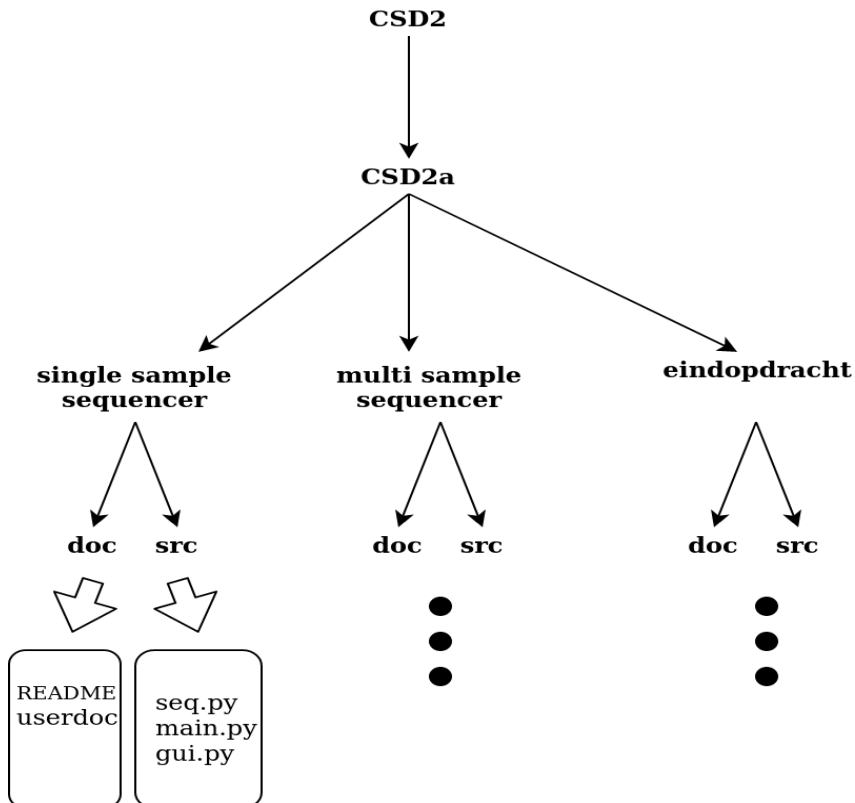 CSD2
CSD2a
single sample
sequencer
multi sample
sequencer
eindopdracht
doc
src
doc
src
doc
src
README
userdoc
seq.py
main.py
gui.py